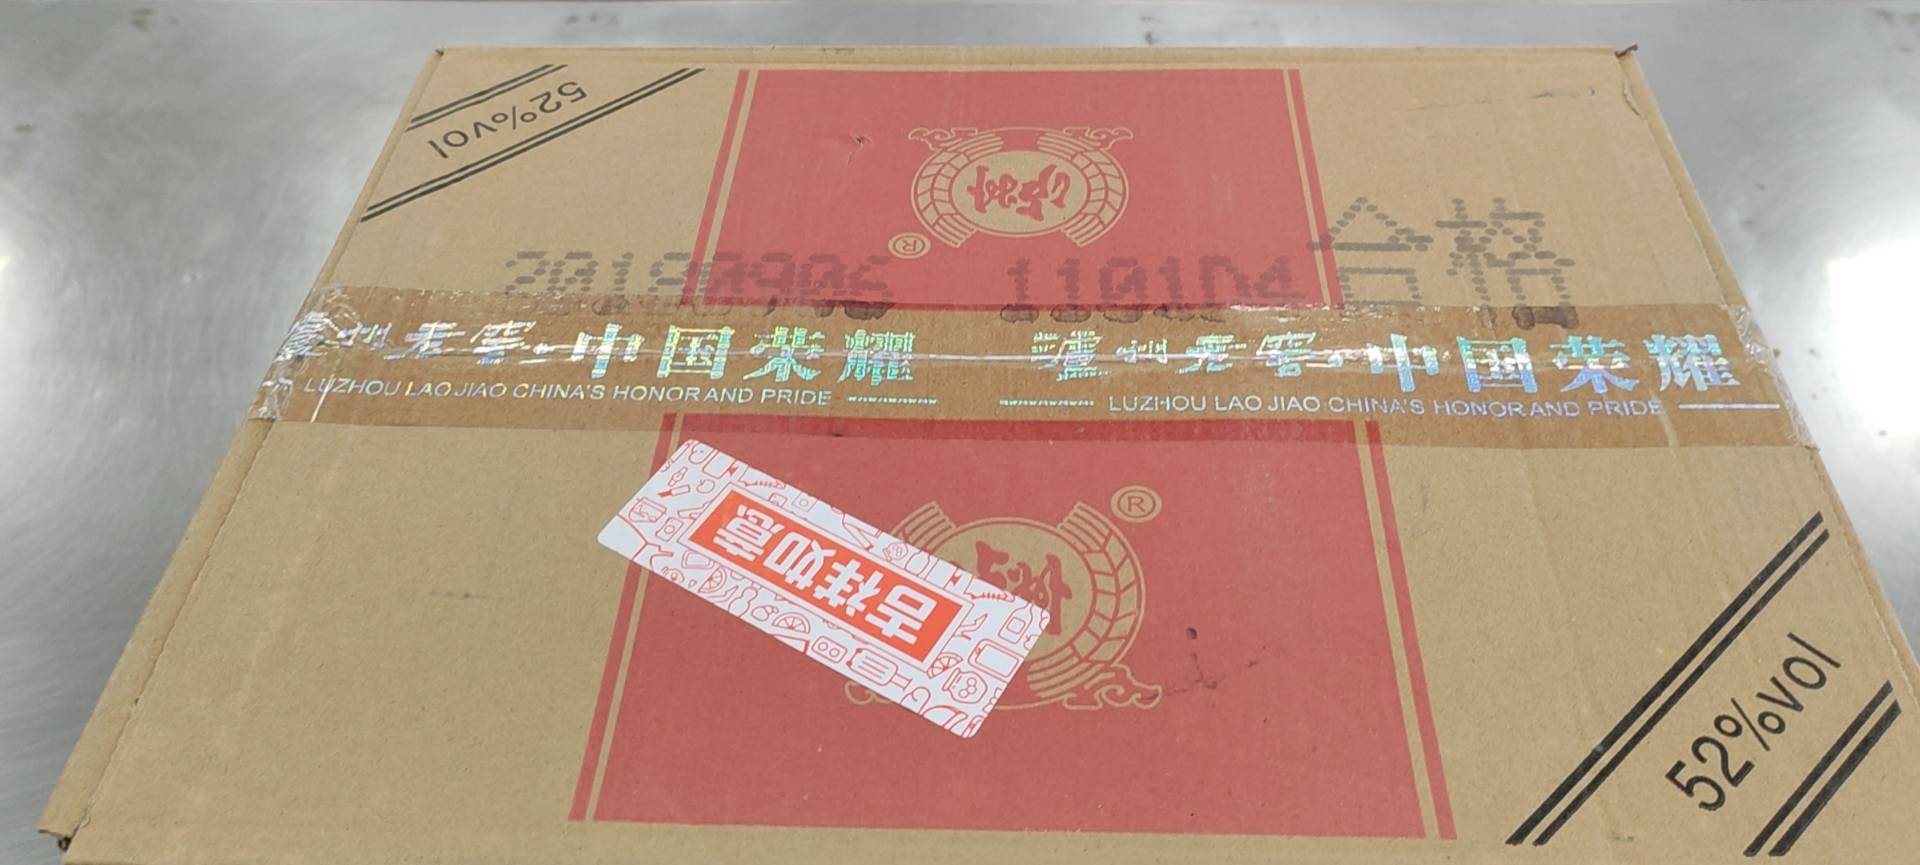 52%vol
®
20180906 110104 合格
泸州老窖·中国荣耀 泸州老窖·中国荣耀
LUZHOU LAO JIAO CHINA'S HONOR AND PRIDE LUZHOU LAO JIAO CHINA'S HONOR AND PRIDE
®
吉祥如意
52%vol